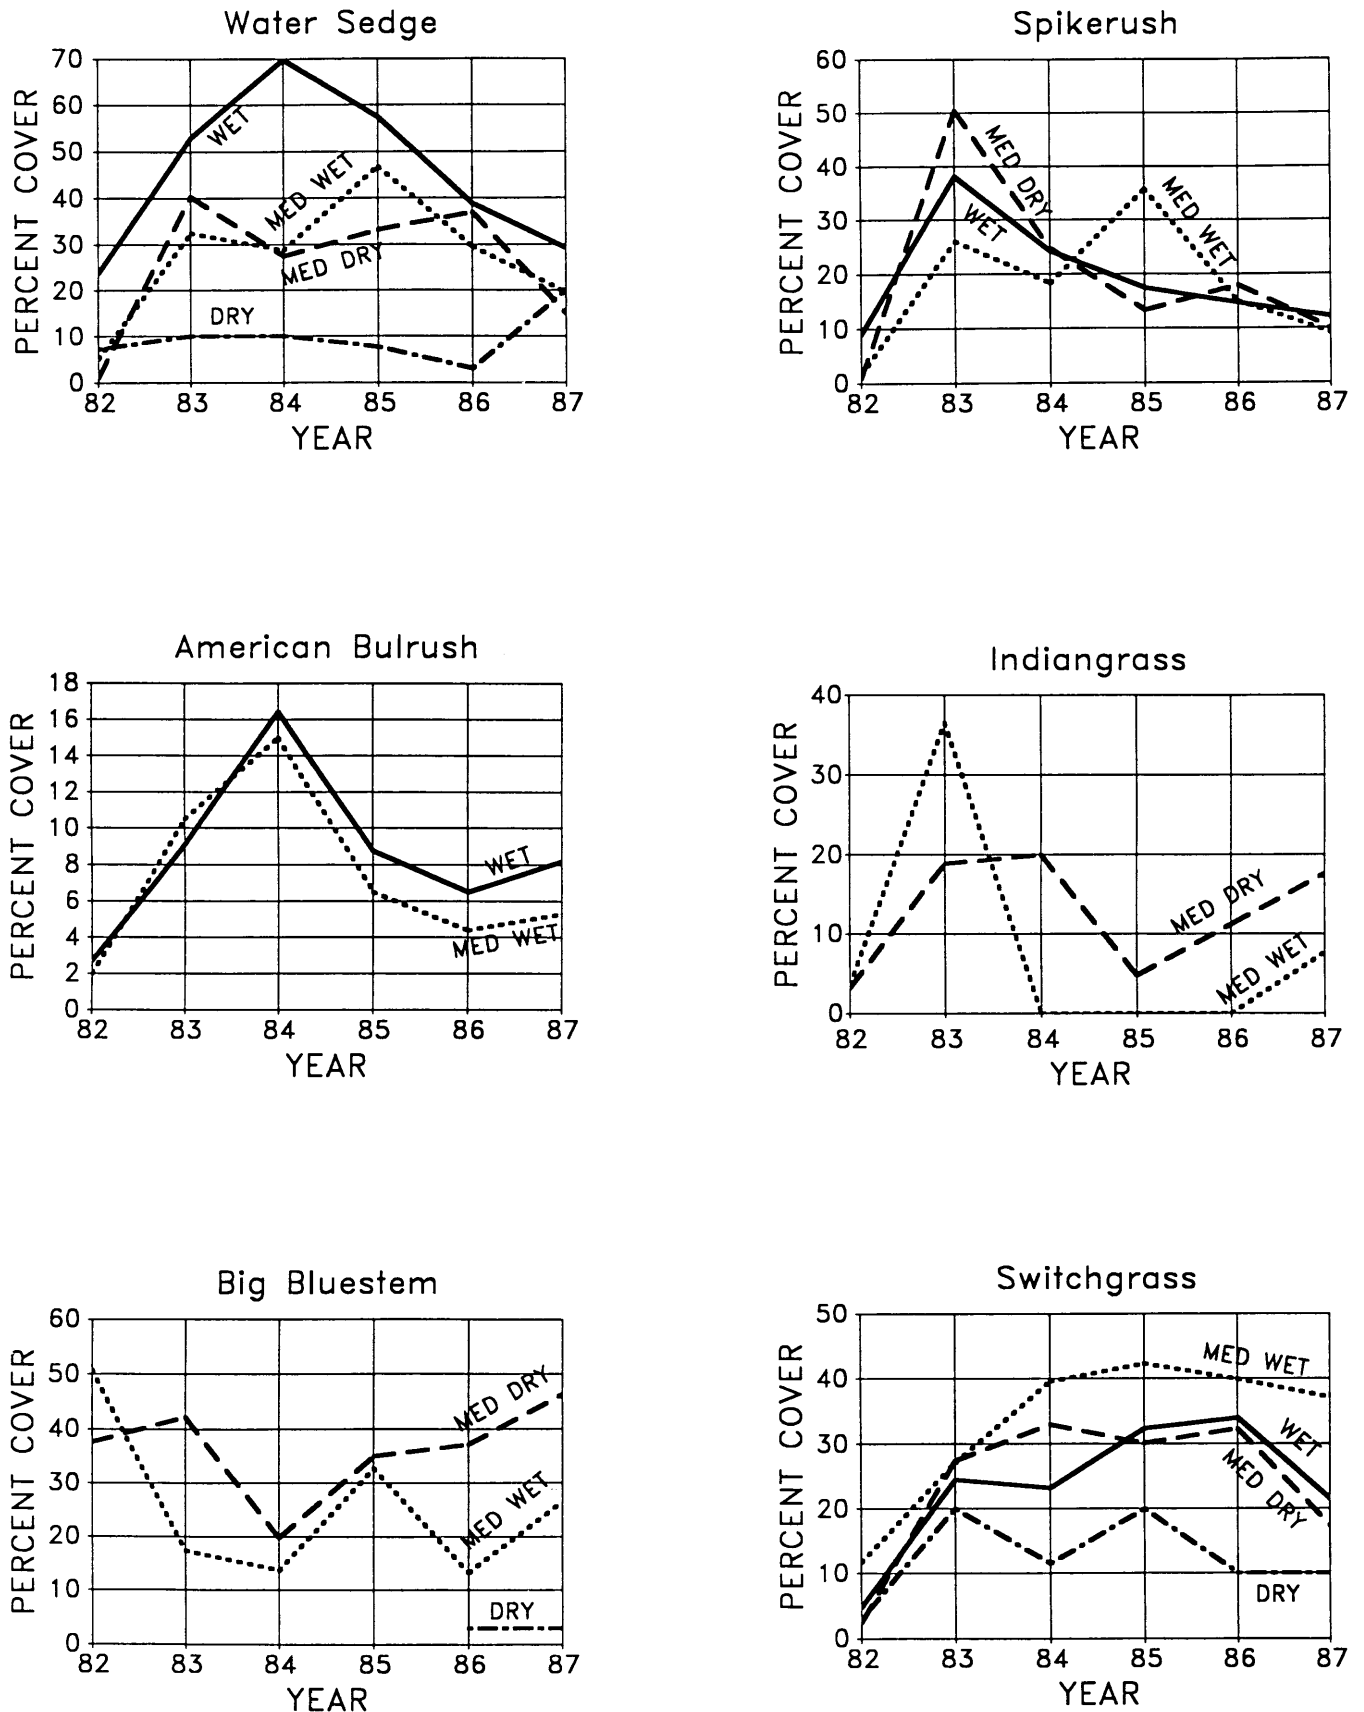 Water Sedge
PERCENT COVER
70
60
50
40
30
20
10
0
WET
MED WET
MED DRY
DRY
82 83 84 85 86 87
YEAR
Spikerush
PERCENT COVER
60
50
40
30
20
10
0
MED DRY
WET
MED WET
82 83 84 85 86 87
YEAR
American Bulrush
PERCENT COVER
18
16
14
12
10
8
6
4
2
0
WET
MED WET
82 83 84 85 86 87
YEAR
Indiangrass
PERCENT COVER
40
30
20
10
0
MED DRY
MED WET
82 83 84 85 86 87
YEAR
Big Bluestem
PERCENT COVER
60
50
40
30
20
10
0
MED DRY
MED WET
DRY
82 83 84 85 86 87
YEAR
Switchgrass
PERCENT COVER
50
40
30
20
10
0
MED WET
WET
MED DRY
DRY
82 83 84 85 86 87
YEAR